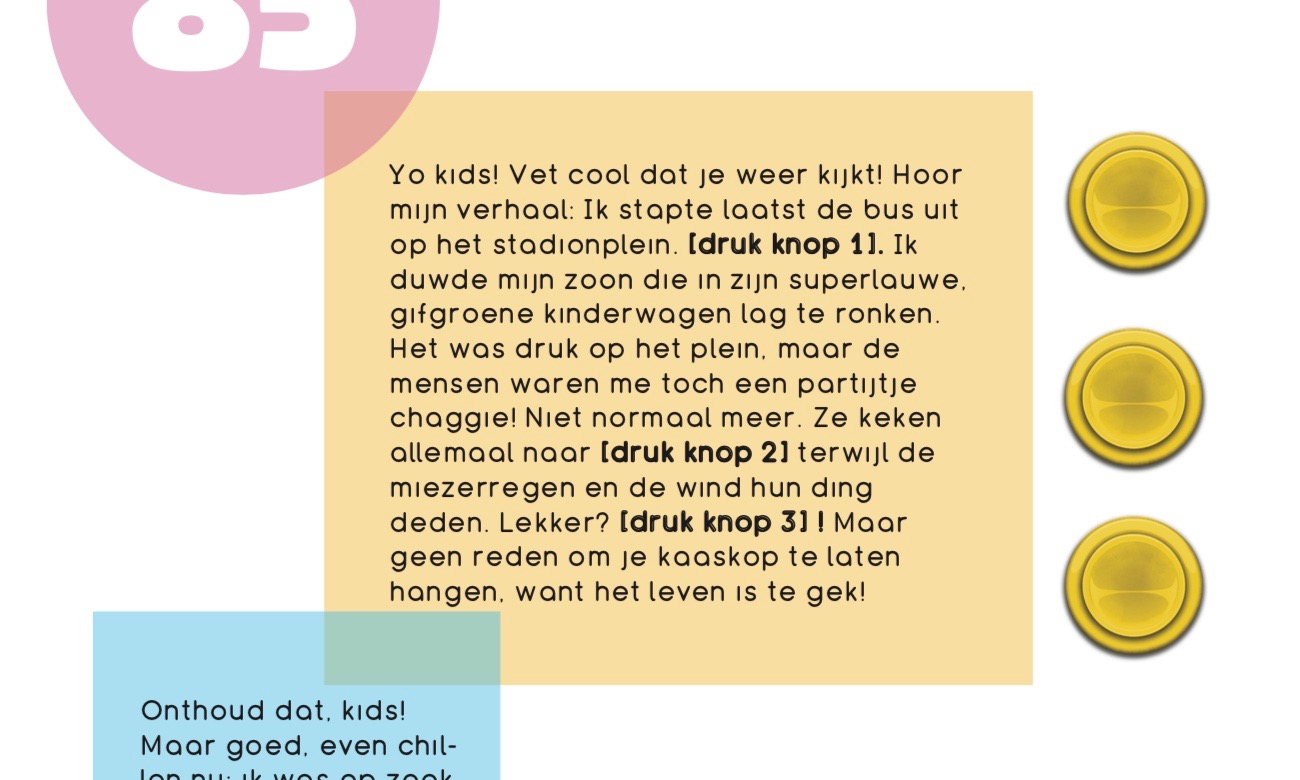 Yo kids! Vet cool dat je weer kijkt! Hoor
mijn verhaal: Ik stapte laatst de bus uit
op het stadionplein. [druk knop 1]. Ik
duwde mijn zoon die in zijn superlauwe,
gifgroene kinderwagen lag te ronken.
Het was druk op het plein, maar de
mensen waren me toch een partijtje
chaggie! Niet normaal meer. Ze keken
allemaal naar [druk knop 2] terwijl de
miezerregen en de wind hun ding
deden. Lekker? [druk knop 3] ! Maar
geen reden om je kaaskop te laten
hangen, want het leven is te gek!
Onthoud dat, kids!
Maar goed, even chil-
len nu: ik was op zoek